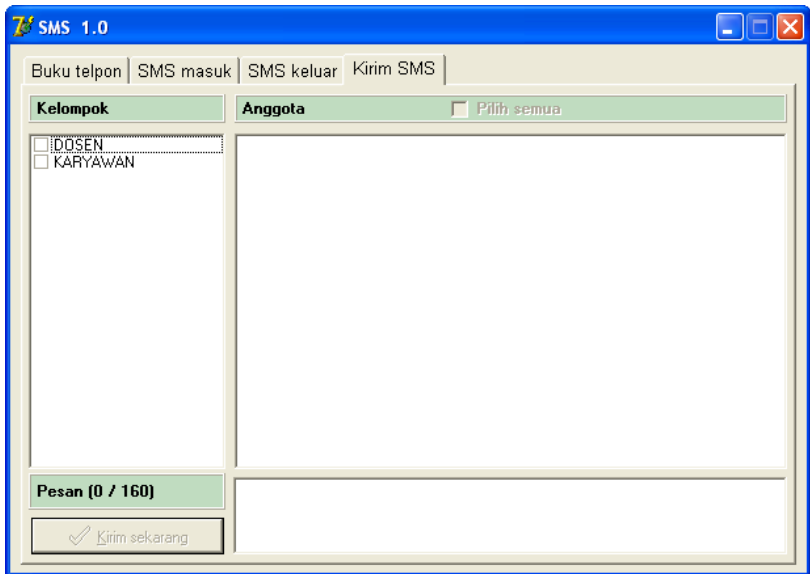 SMS 1.0
Buku telpon SMS masuk SMS keluar Kirim SMS
Kelompok Anggota Pilih semua
DOSEN
KARYAWAN
Pesan (0 / 160)
Kirim sekarang